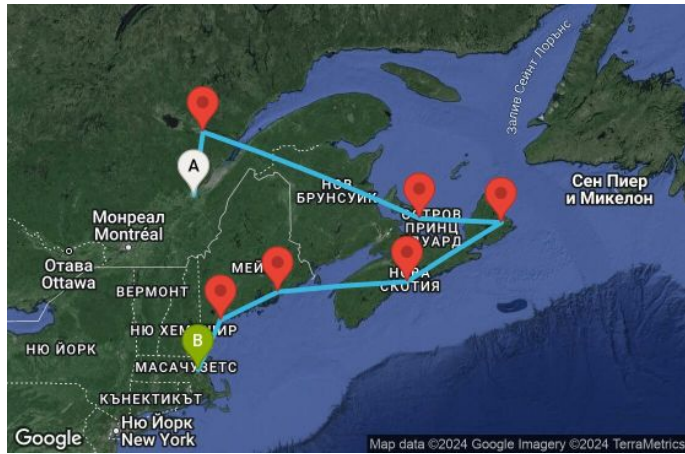 Залив Сейнт Лорънс
A
НОВ
БРУНСУИК
Сен Пиер
и Микелон
ОСТРОВ
ПРИНЦ
ЕДУАРД
Монреал
Montréal
Отава
Ottawa
МЕЙН
НОВА
СКОТИЯ
ВЕРМОНТ
НЮ ХЕМПШИР
B
НЮ ЙОРК
МАСАЧУЗЕТС
КЪНЕКТИКЪТ
Ню Йорк
New York
Google
Map data ©2024 Google Imagery ©2024 TerraMetrics